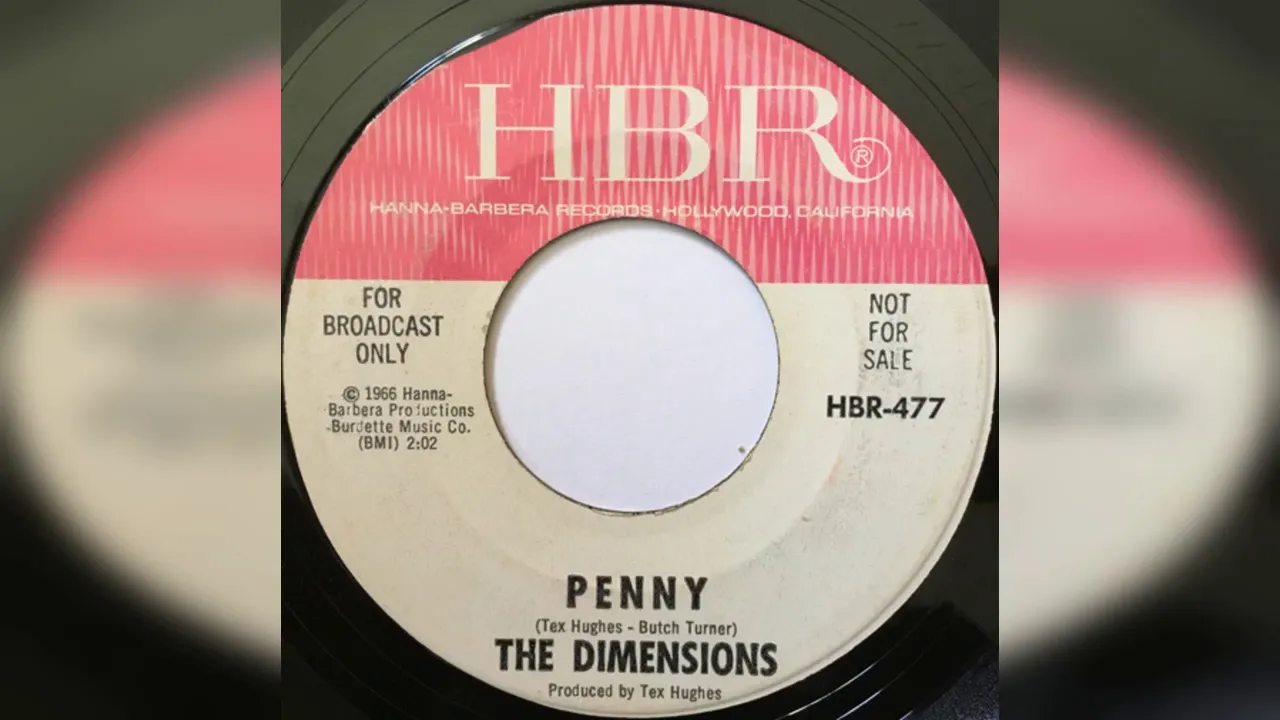 HBR®
HANNA-BARBERA RECORDS · HOLLYWOOD, CALIFORNIA
FOR
BROADCAST
ONLY
© 1966 Hanna-
Barbera Productions
Burdette Music Co.
(BMI) 2:02
NOT
FOR
SALE
HBR-477
PENNY
(Tex Hughes - Butch Turner)
THE DIMENSIONS
Produced by Tex Hughes